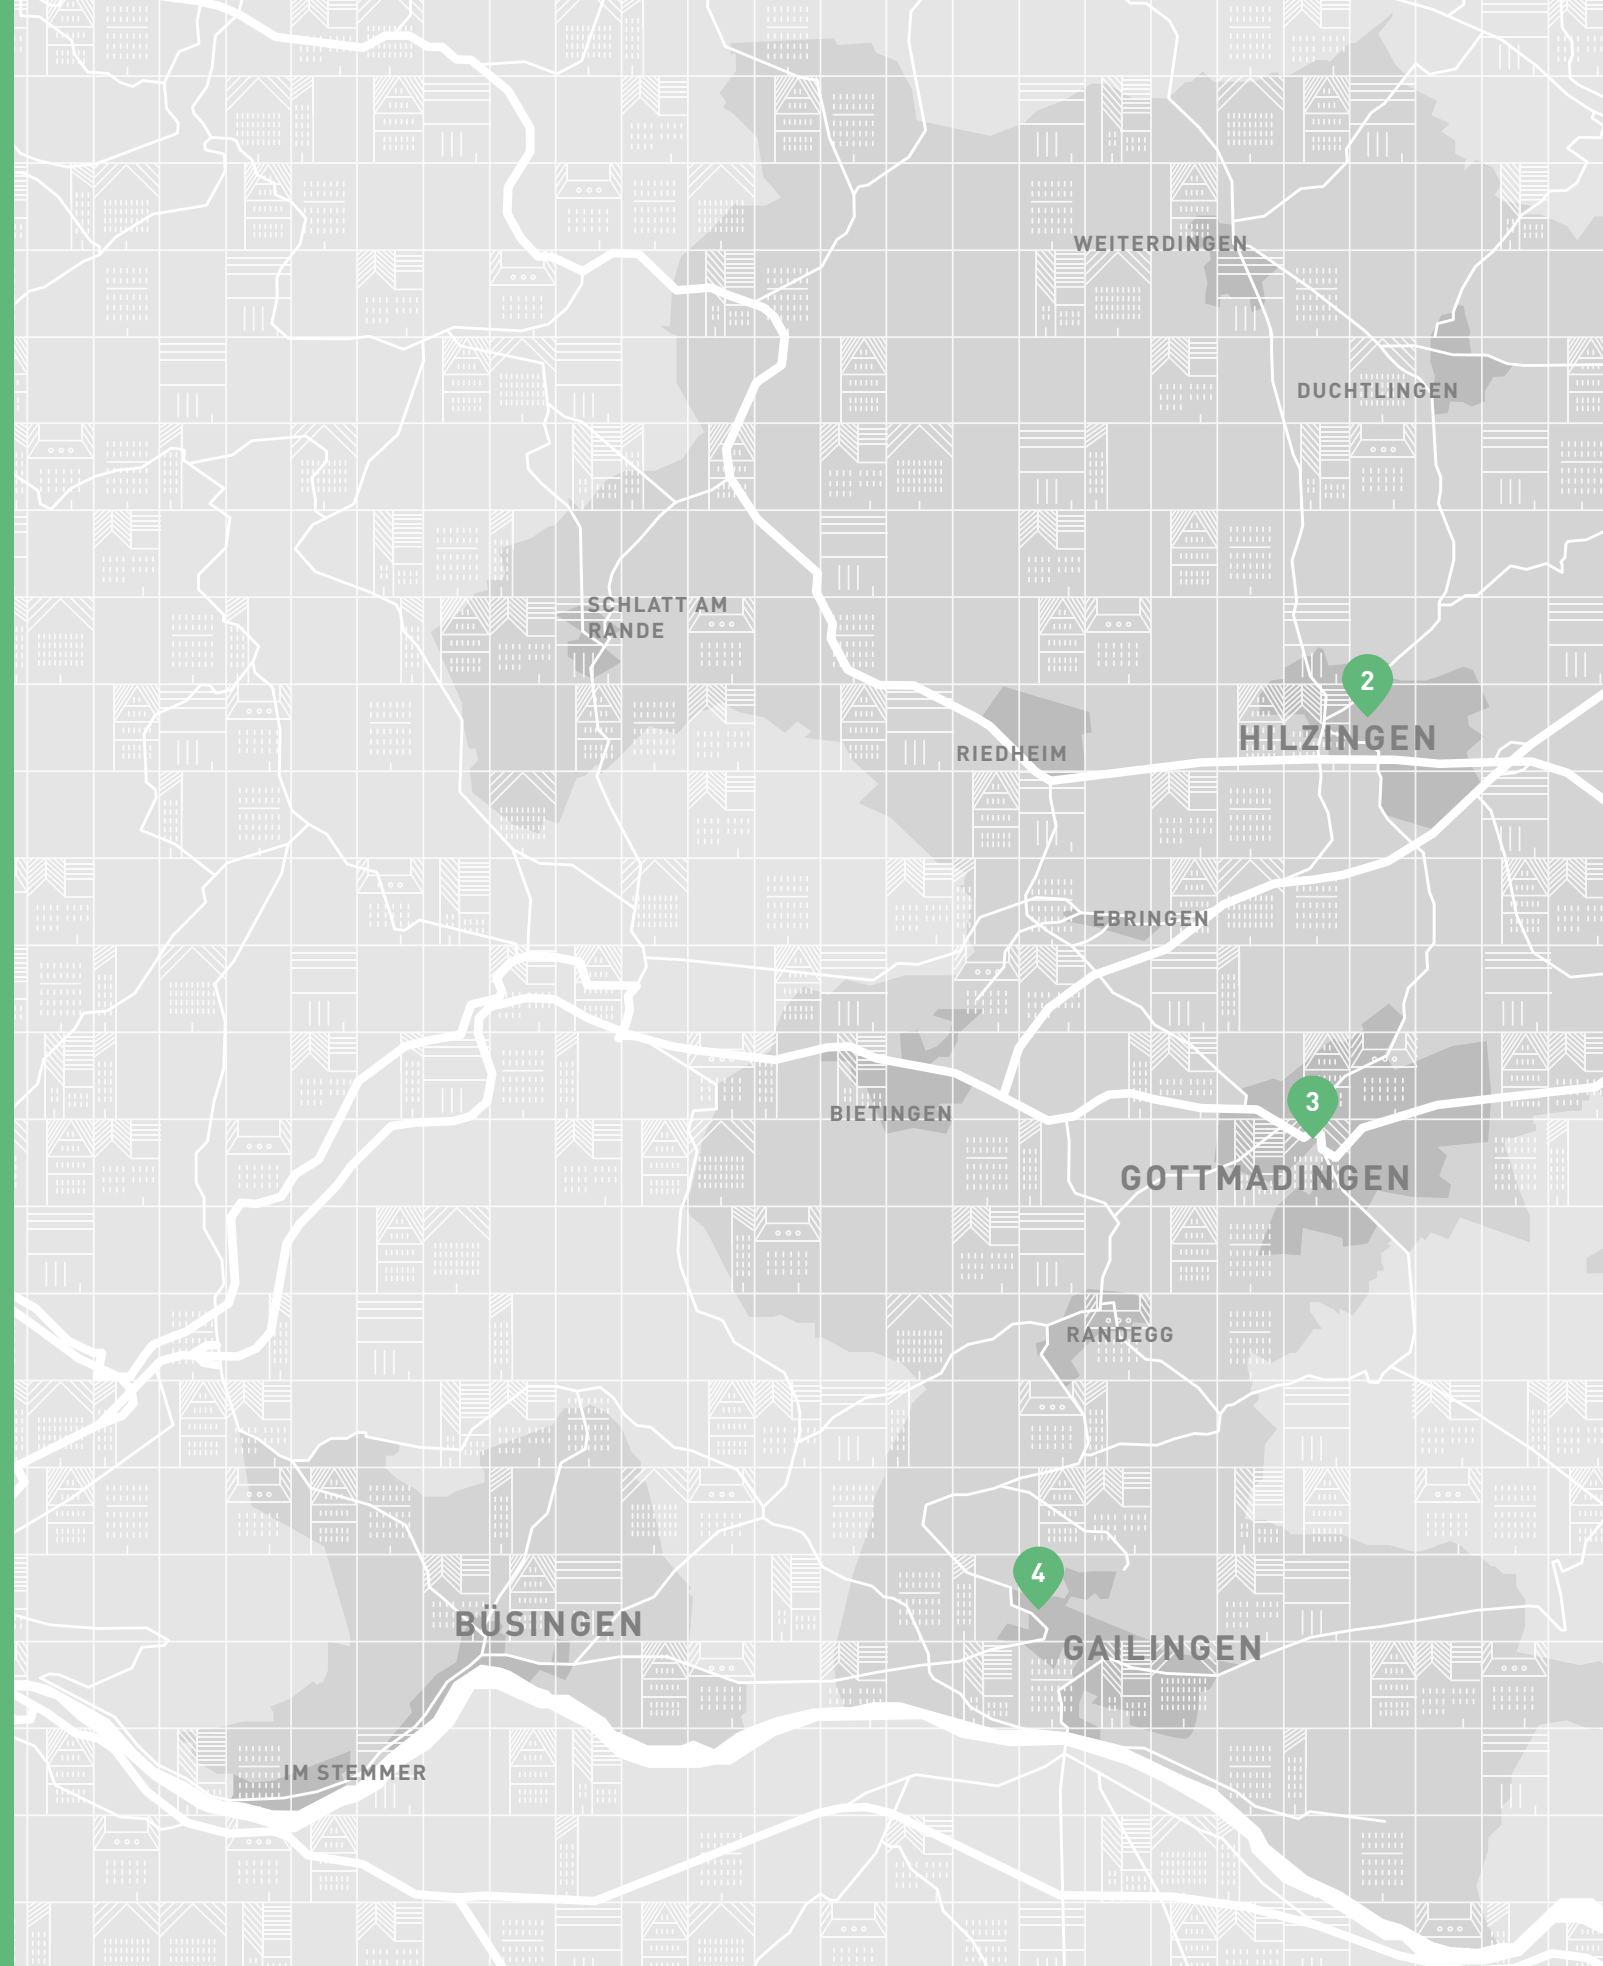 WEITERDINGEN
DUCHTLINGEN
SCHLATT AM
RANDE
2
HILZINGEN
RIEDHEIM
EBRINGEN
3
BIETINGEN
GOTTMADINGEN
RANDEGG
4
BÜSINGEN
GAILINGEN
IM STEMMER